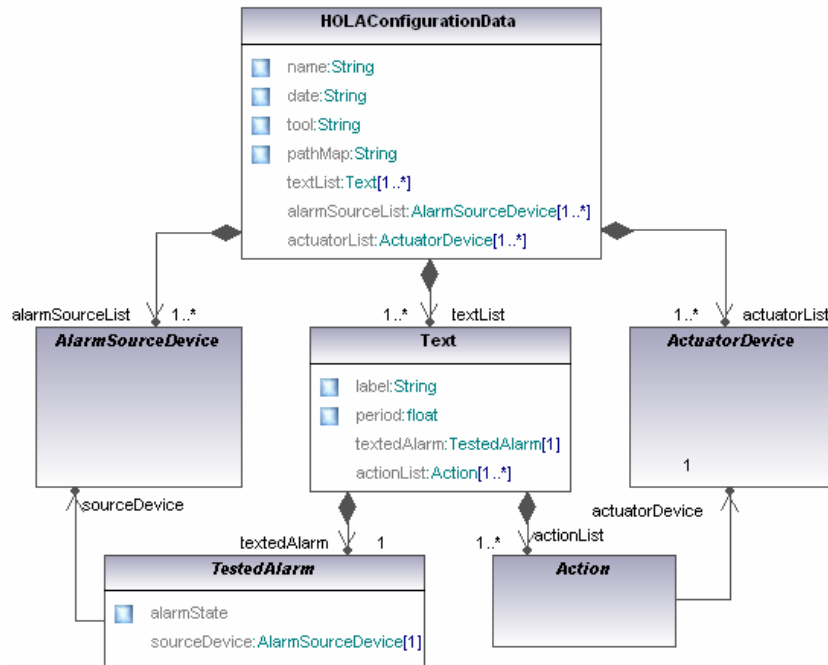 HOLAConfigurationData
name:String
date:String
tool:String
pathMap:String
textList:Text[1..*]
alarmSourceList:AlarmSourceDevice[1..*]
actuatorList:ActuatorDevice[1..*]
alarmSourceList 1..* 1..* textList 1..* actuatorList
AlarmSourceDevice
Text
ActuatorDevice
label:String
period:float
textedAlarm:TestedAlarm[1]
actionList:Action[1..*]
1
sourceDevice
actuatorDevice
textedAlarm 1 1..* actionList
TestedAlarm
Action
alarmState
sourceDevice:AlarmSourceDevice[1]